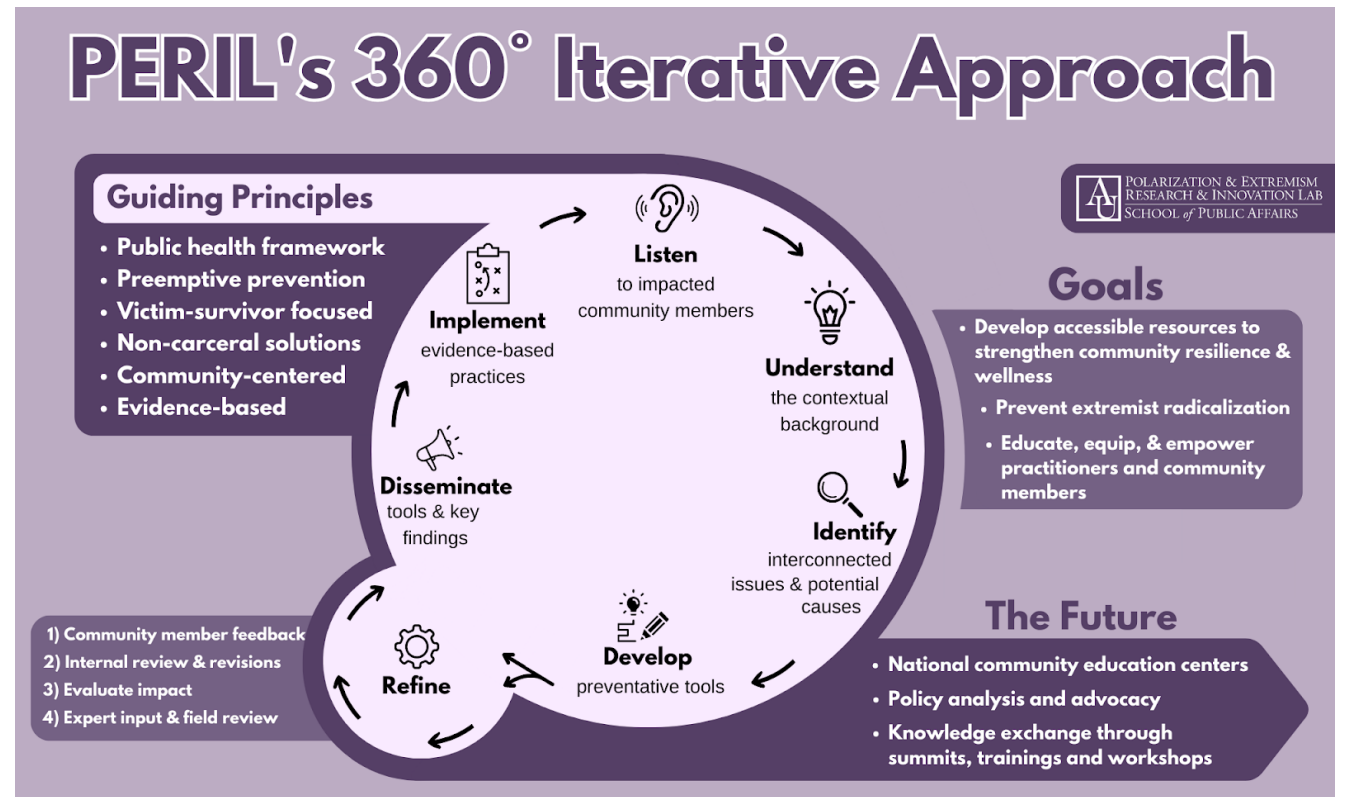 PERIL's 360° Iterative Approach
Guiding Principles
• Public health framework
• Preemptive prevention
• Victim-survivor focused
• Non-carceral solutions
• Community-centered
• Evidence-based
Listen
to impacted
community members
Understand
the contextual
background
Identify
interconnected
issues & potential
causes
Develop
preventative tools
Refine
1) Community member feedback
2) Internal review & revisions
3) Evaluate impact
4) Expert input & field review
Disseminate
tools & key
findings
Implement
evidence-based
practices
AU
POLARIZATION & EXTREMISM
RESEARCH & INNOVATION LAB
SCHOOL of PUBLIC AFFAIRS
Goals
• Develop accessible resources to
strengthen community resilience &
wellness
• Prevent extremist radicalization
• Educate, equip, & empower
practitioners and community
members
The Future
• National community education centers
• Policy analysis and advocacy
• Knowledge exchange through
summits, trainings and workshops